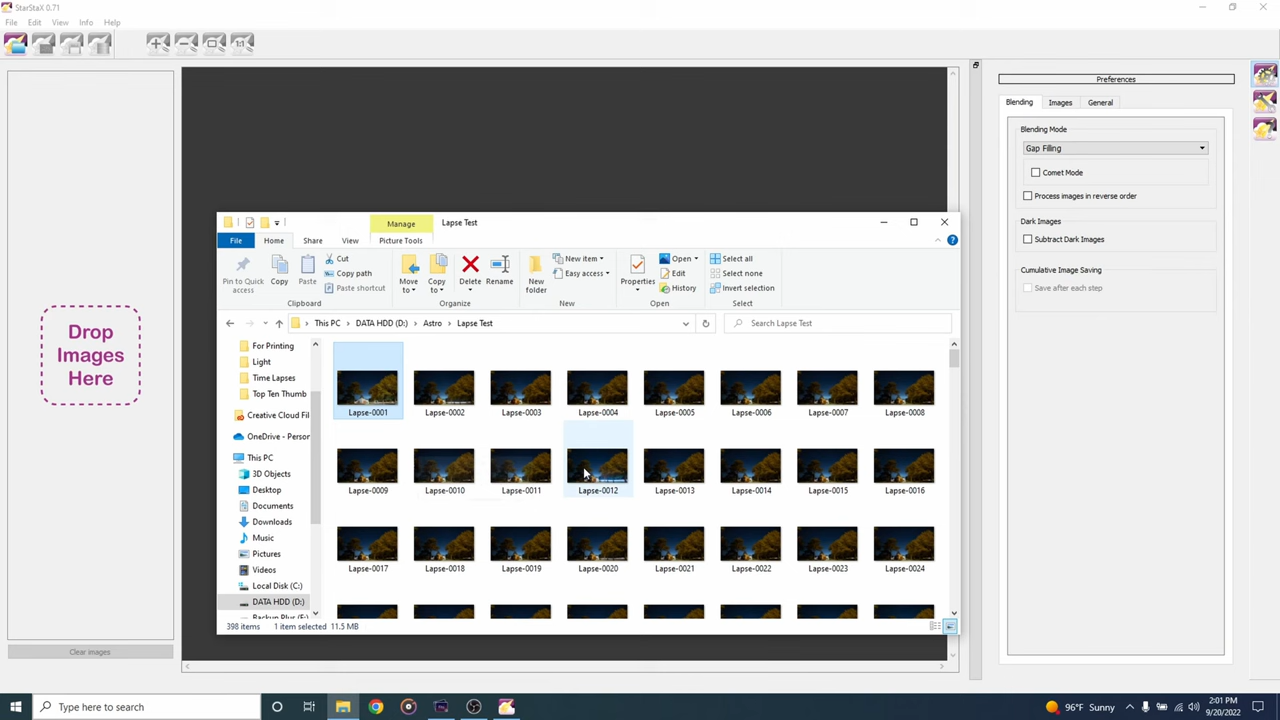 StarStaX 0.71
File Edit View Info Help
1:1
Drop
Images
Here
Clear images
Preferences
Blending Images General
Blending Mode
Gap Filling
Comet Mode
Process images in reverse order
Dark Images
Subtract Dark Images
Cumulative Image Saving
Save after each step
Manage
Lapse Test
File Home Share View Picture Tools
Pin to Quick access
Copy
Paste
Cut
Copy path
Paste shortcut
Clipboard
Move to
Copy to
Delete
Rename
Organize
New folder
New item
Easy access
New
Properties
Open
Edit
History
Open
Select all
Select none
Invert selection
Select
This PC > DATA HDD (D:) > Astro > Lapse Test
Search Lapse Test
For Printing
Light
Time Lapses
Top Ten Thumb
Creative Cloud Fil
OneDrive - Person
This PC
3D Objects
Desktop
Documents
Downloads
Music
Pictures
Videos
Local Disk (C:)
DATA HDD (D:)
Backup Plus (E:)
Lapse-0001 Lapse-0002 Lapse-0003 Lapse-0004 Lapse-0005 Lapse-0006 Lapse-0007 Lapse-0008
Lapse-0009 Lapse-0010 Lapse-0011 Lapse-0012 Lapse-0013 Lapse-0014 Lapse-0015 Lapse-0016
Lapse-0017 Lapse-0018 Lapse-0019 Lapse-0020 Lapse-0021 Lapse-0022 Lapse-0023 Lapse-0024
398 items 1 item selected 11.5 MB
Type here to search
96°F Sunny
2:01 PM
9/20/2022